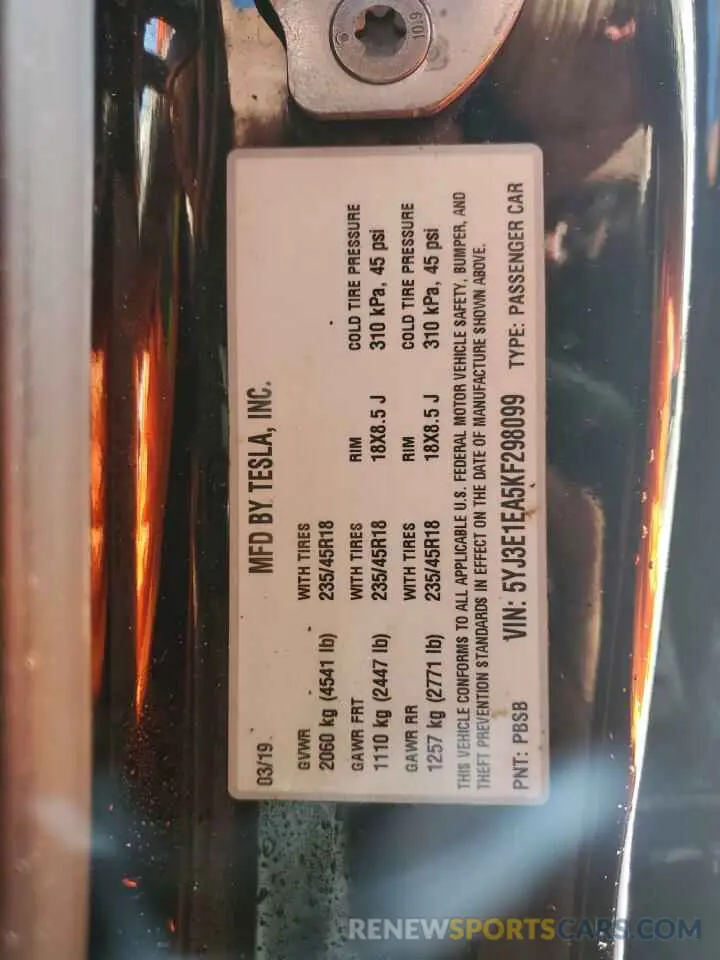 03/19 MFD BY TESLA, INC.
GVWR WITH TIRES
2060 kg (4541 lb) 235/45R18
GAWR FRT WITH TIRES RIM COLD TIRE PRESSURE
1110 kg (2447 lb) 235/45R18 18X8.5 J 310 kPa, 45 psi
GAWR RR WITH TIRES RIM COLD TIRE PRESSURE
1257 kg (2771 lb) 235/45R18 18X8.5 J 310 kPa, 45 psi
THIS VEHICLE CONFORMS TO ALL APPLICABLE U.S. FEDERAL MOTOR VEHICLE SAFETY, BUMPER, AND
THEFT PREVENTION STANDARDS IN EFFECT ON THE DATE OF MANUFACTURE SHOWN ABOVE.
PNT: PBSB VIN: 5YJ3E1EA5KF298099 TYPE: PASSENGER CAR
10.9
RENEWSPORTSCARS.COM